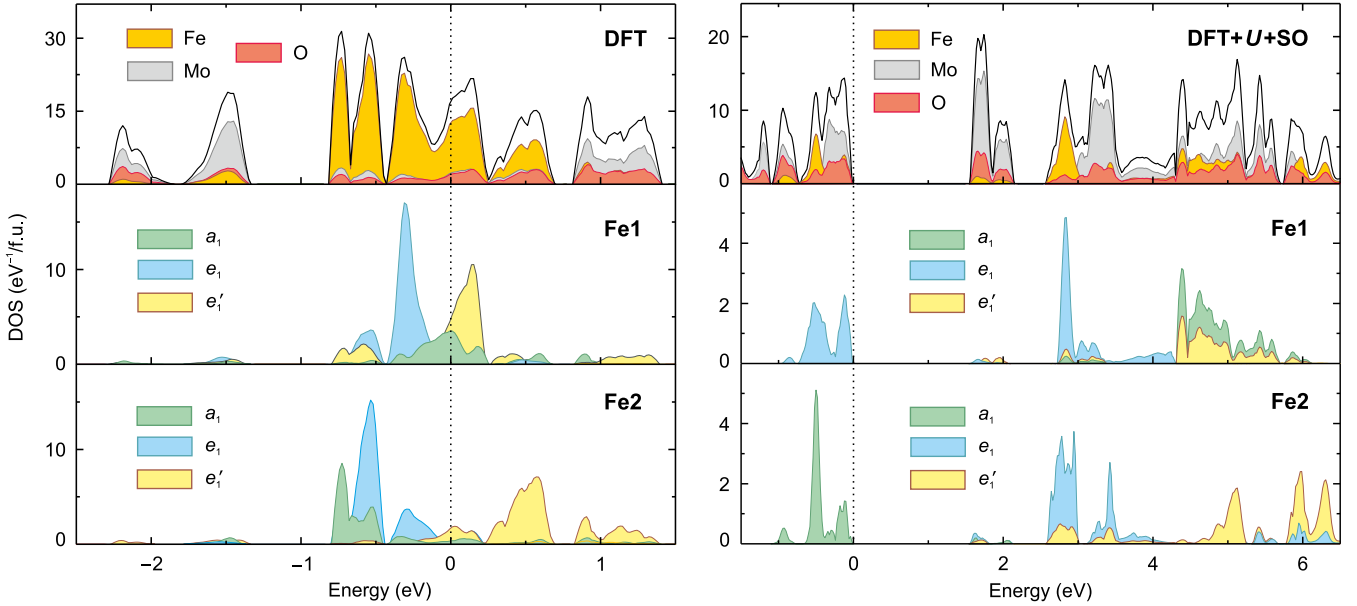 DFT
Fe
O
Mo
30
15
0
Fe1
a₁
e₁
e₁′
10
0
Fe2
a₁
e₁
e₁′
10
0
−2
−1
0
1
Energy (eV)
DOS (eV⁻¹/f.u.)
DFT+U+SO
Fe
Mo
O
20
10
0
Fe1
a₁
e₁
e₁′
4
2
0
Fe2
a₁
e₁
e₁′
4
2
0
0
2
4
6
Energy (eV)